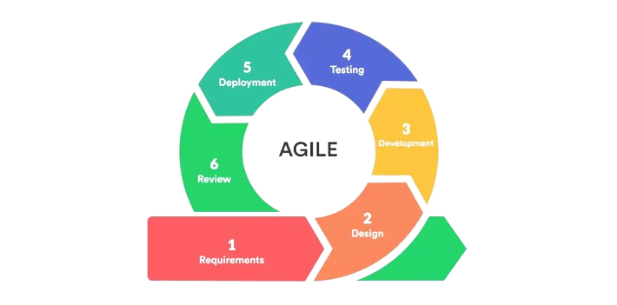 AGILE
1
Requirements
2
Design
3
Development
4
Testing
5
Deployment
6
Review